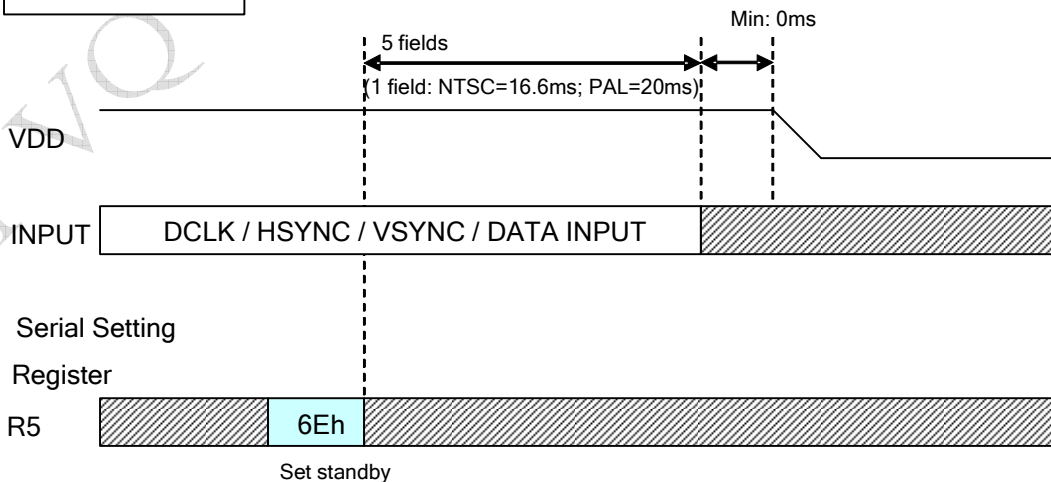 Min: 0ms
5 fields
(1 field: NTSC=16.6ms; PAL=20ms)
VDD
INPUT
DCLK / HSYNC / VSYNC / DATA INPUT
Serial Setting
Register
R5
6Eh
Set standby
VQ